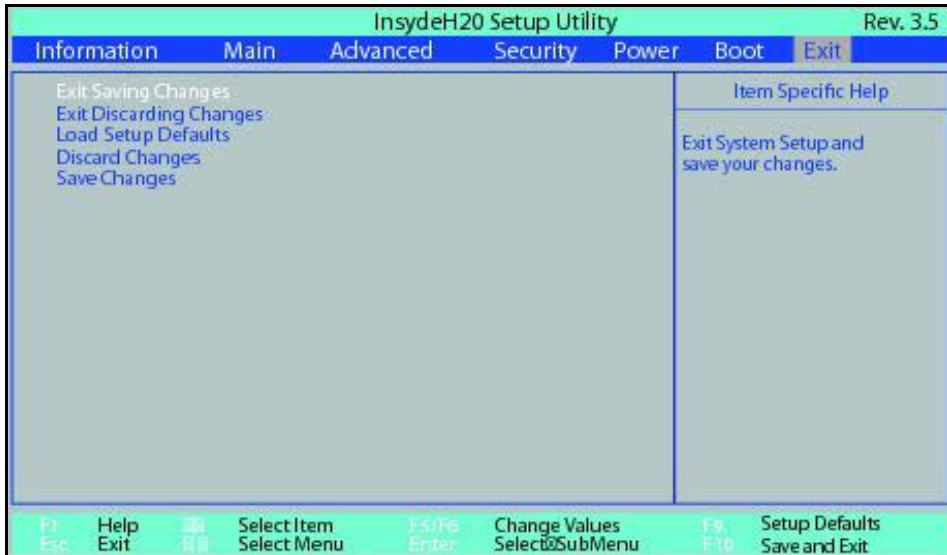 InsydeH20 Setup Utility Rev. 3.5
Information Main Advanced Security Power Boot Exit
Exit Saving Changes
Exit Discarding Changes
Load Setup Defaults
Discard Changes
Save Changes
Item Specific Help
Exit System Setup and
save your changes.
F1 Help Select Item F5/F6 Change Values F9 Setup Defaults
Esc Exit Select Menu Enter Select SubMenu F10 Save and Exit